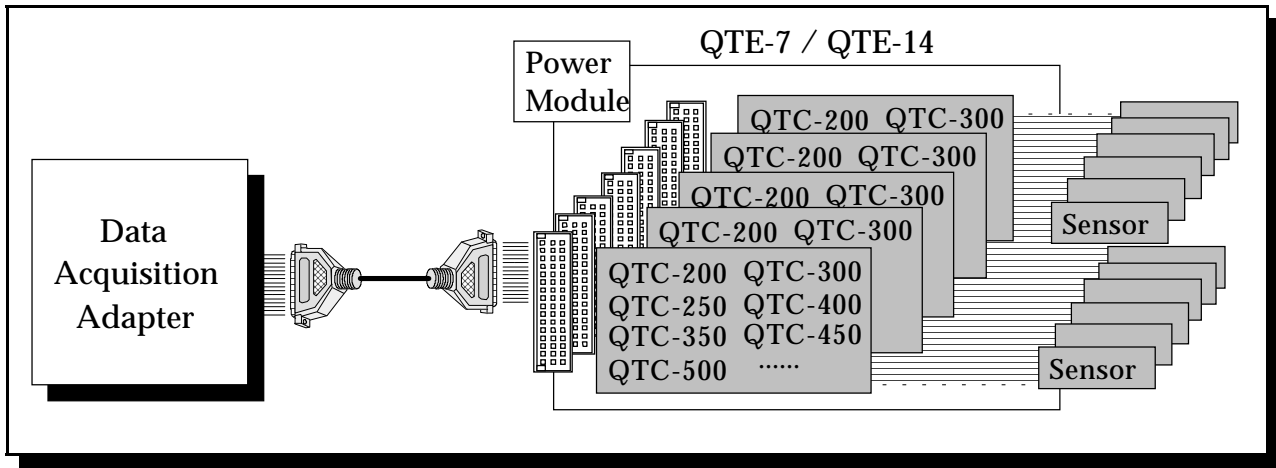 QTE-7 / QTE-14
Power
Module
QTC-200 QTC-300
QTC-200 QTC-300
QTC-200 QTC-300
QTC-200 QTC-300
QTC-200 QTC-300
QTC-250 QTC-400
QTC-350 QTC-450
QTC-500 ......
Sensor
Sensor
Data
Acquisition
Adapter